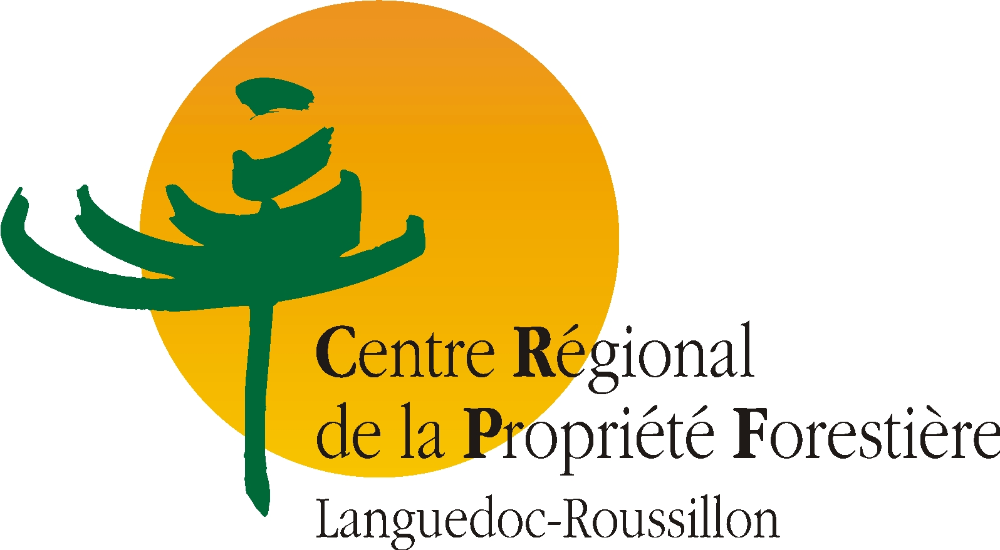 Centre Régional
de la Propriété Forestière
Languedoc-Roussillon